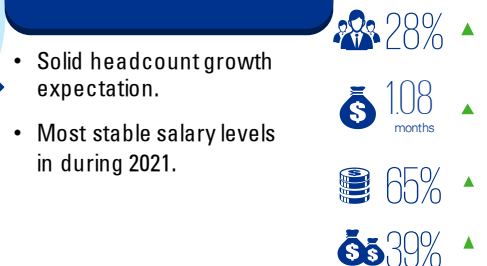 • Solid headcount growth
expectation.
• Most stable salary levels
in during 2021.
28%
1.08
months
65%
39%